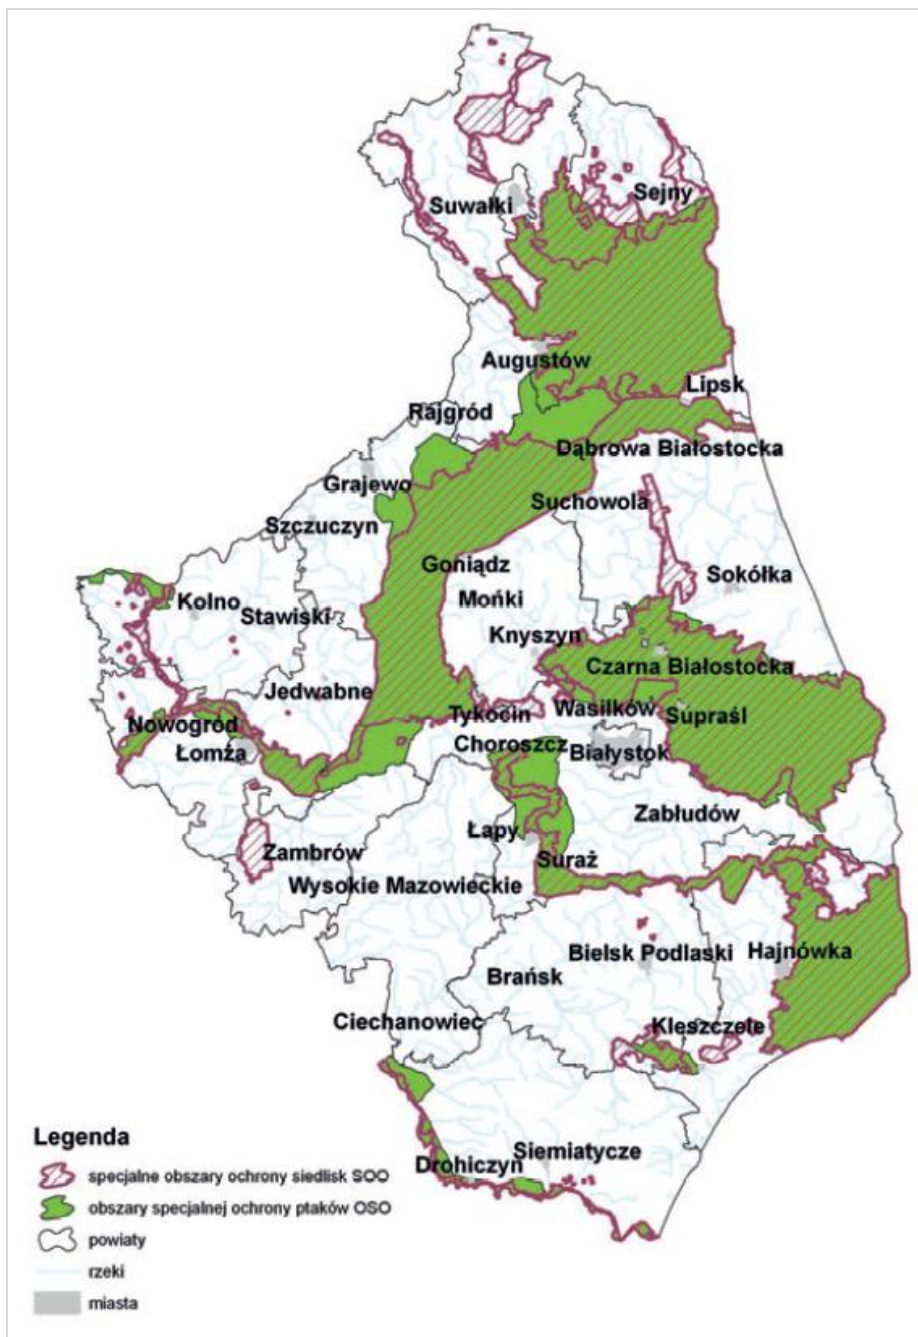 Sejny
Suwałki
Augustów
Lipsk
Rajgród
Dąbrowa Białostocka
Grajewo
Suchowola
Szczuczyn
Goniądz
Sokółka
Mońki
Kolno
Stawiski
Knyszyn
Czarna Białostocka
Jedwabne
Tykocin
Wasilków
Supraśl
Nowogród
Łomża
Choroszcz
Białystok
Zabłudów
Łapy
Zambrów
Suraż
Wysokie Mazowieckie
Bielsk Podlaski
Hajnówka
Brańsk
Ciechanowiec
Kleszczele
Legenda
Siemiatycze
Drohiczyn
specjalne obszary ochrony siedlisk SOO
obszary specjalnej ochrony ptaków OSO
powiaty
rzeki
miasta